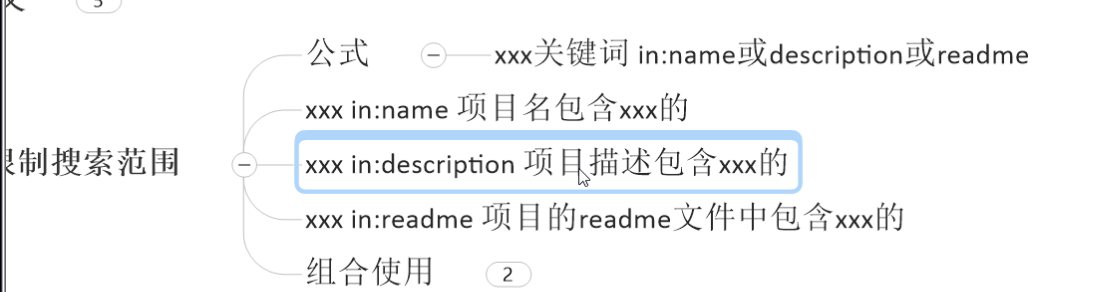 公式
xxx关键词 in:name或description或readme
xxx in:name 项目名包含xxx的
制搜索范围
xxx in:description 项目描述包含xxx的
xxx in:readme 项目的readme文件中包含xxx的
组合使用
2